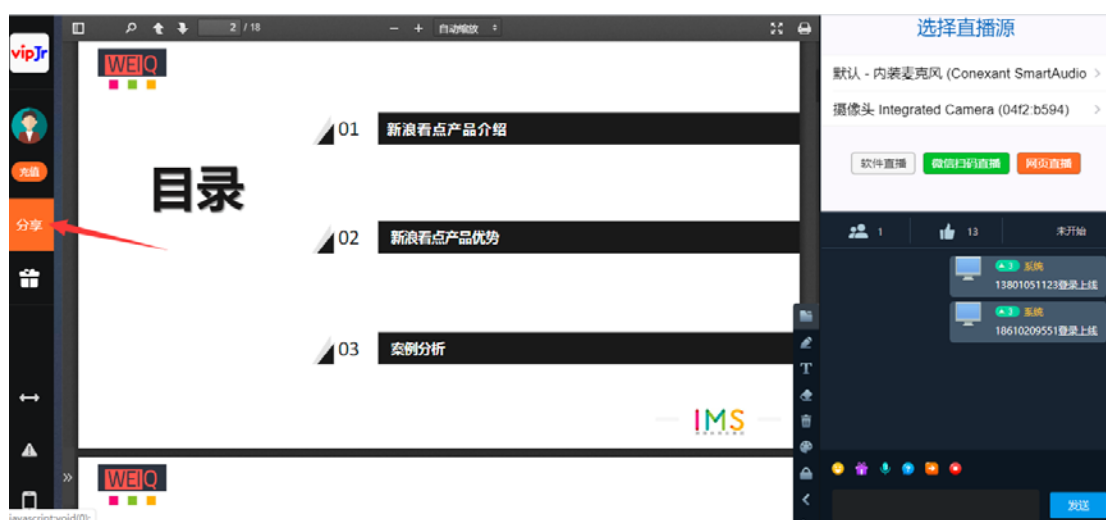 vipJr
充值
分享
2 / 18
自动缩放
WEIQ
目录
01 新浪看点产品介绍
02 新浪看点产品优势
03 案例分析
IMS
WEIQ
T
选择直播源
默认 - 内装麦克风 (Conexant SmartAudio
摄像头 Integrated Camera (04f2:b594)
软件直播 微信扫码直播 网页直播
1 13 未开始
系统
13801051123登录上线
系统
18610209551登录上线
发送
javascript:void(0);